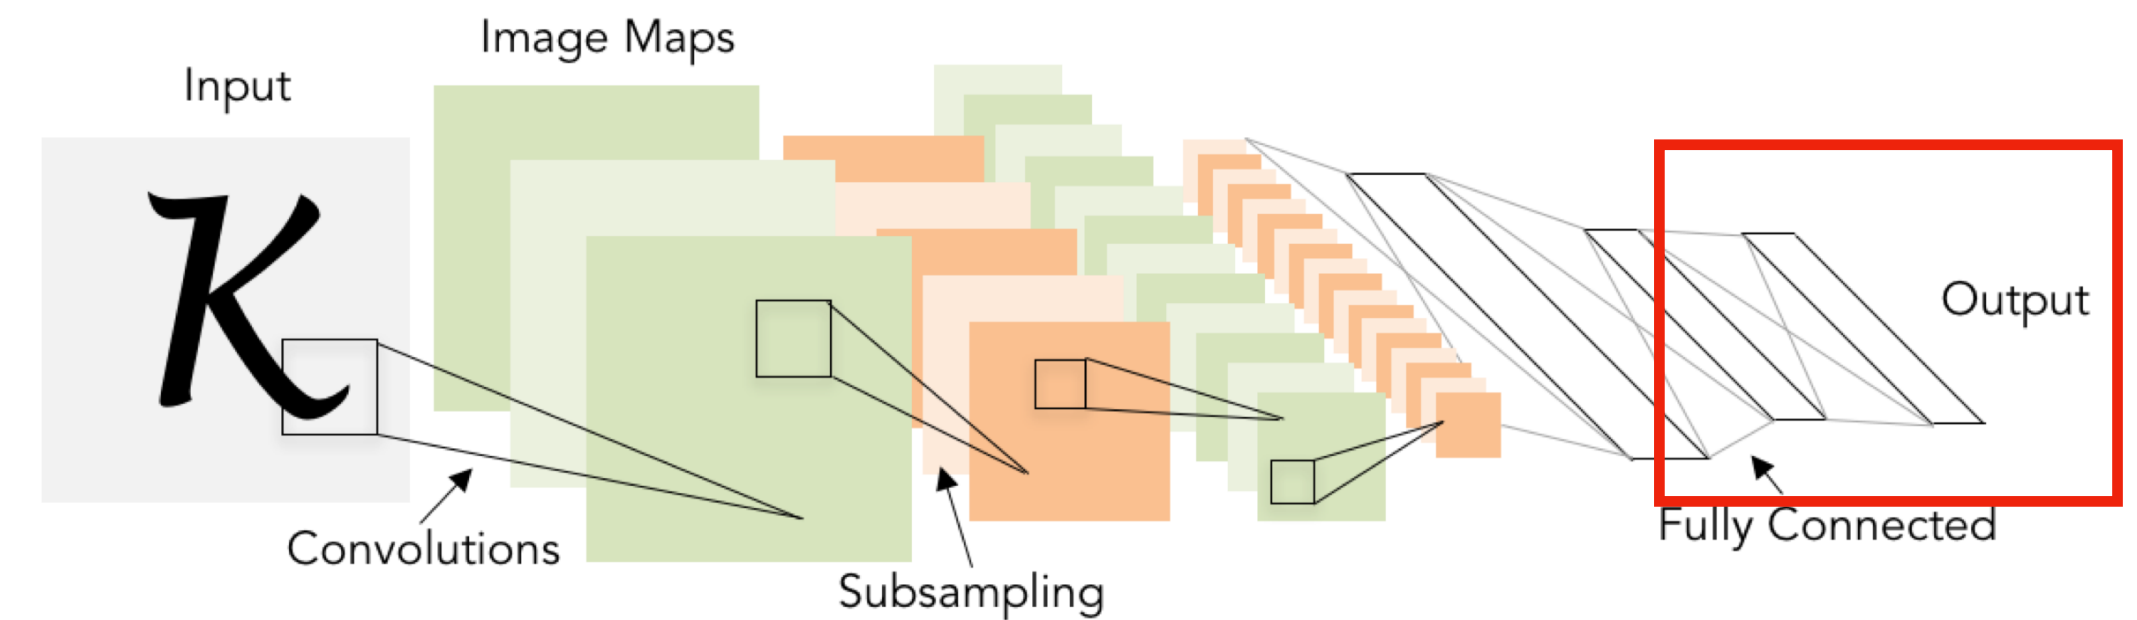 Image Maps
Input
K
Output
Convolutions
Fully Connected
Subsampling